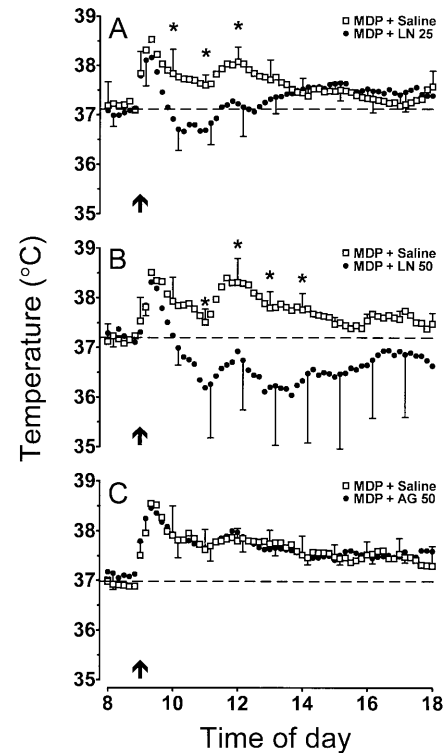 Temperature (°C)
A
□ MDP + Saline
● MDP + LN 25
39
38
37
36
35
* * *
B
□ MDP + Saline
● MDP + LN 50
39
38
37
36
35
* * * *
C
□ MDP + Saline
● MDP + AG 50
39
38
37
36
35
8 10 12 14 16 18
Time of day